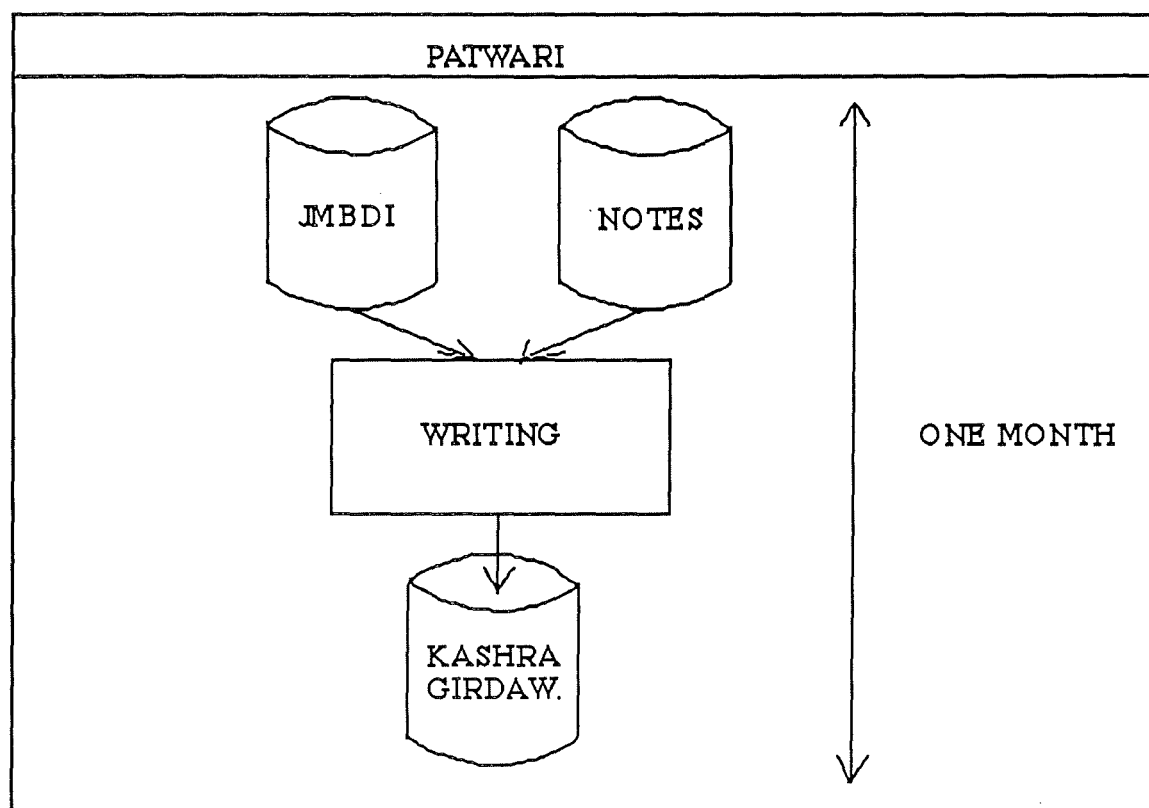 PATWARI
JMBDI
NOTES
WRITING
ONE MONTH
KASHRA
GIRDAW.